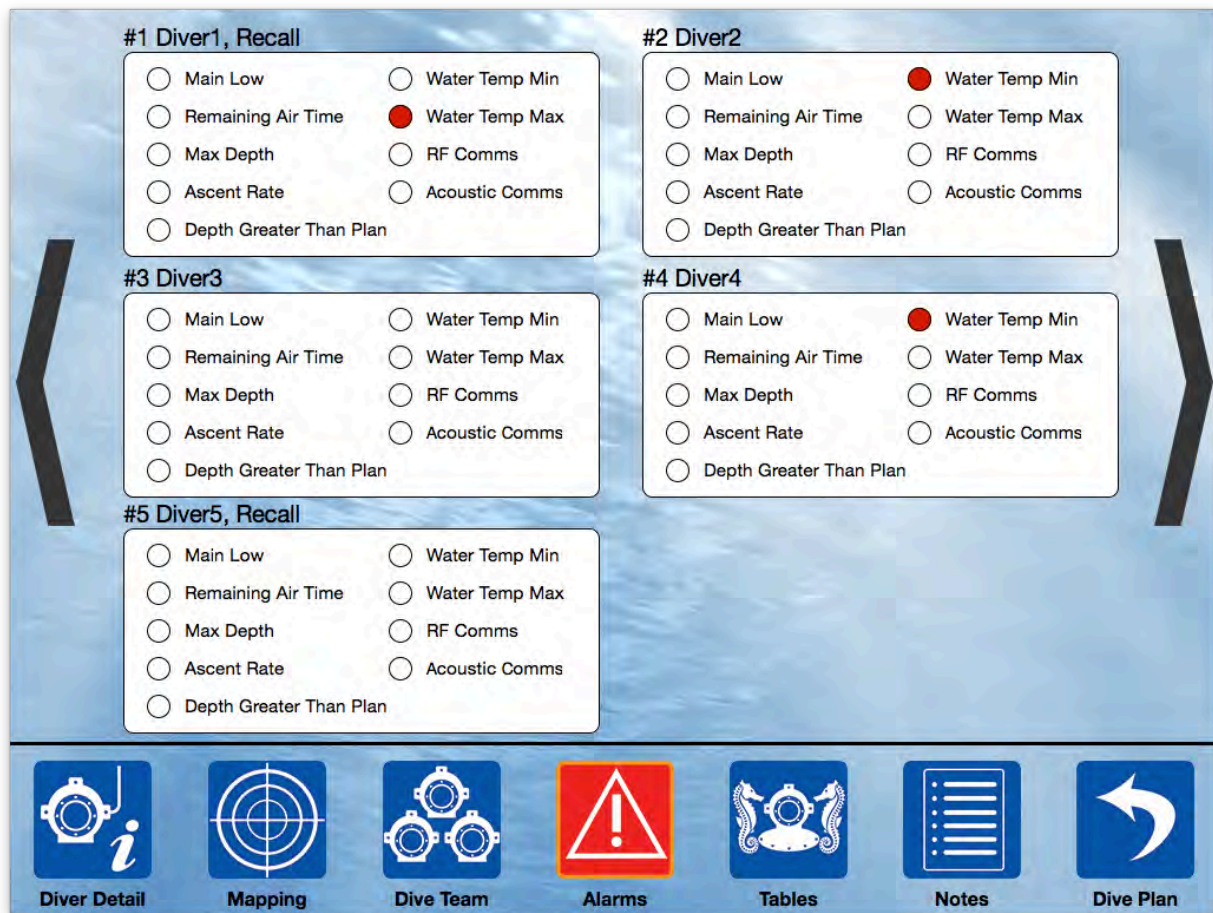 #1 Diver1, Recall
Main Low
Water Temp Min
Remaining Air Time
Water Temp Max
Max Depth
RF Comms
Ascent Rate
Acoustic Comms
Depth Greater Than Plan
#2 Diver2
Main Low
Water Temp Min
Remaining Air Time
Water Temp Max
Max Depth
RF Comms
Ascent Rate
Acoustic Comms
Depth Greater Than Plan
#3 Diver3
Main Low
Water Temp Min
Remaining Air Time
Water Temp Max
Max Depth
RF Comms
Ascent Rate
Acoustic Comms
Depth Greater Than Plan
#4 Diver4
Main Low
Water Temp Min
Remaining Air Time
Water Temp Max
Max Depth
RF Comms
Ascent Rate
Acoustic Comms
Depth Greater Than Plan
#5 Diver5, Recall
Main Low
Water Temp Min
Remaining Air Time
Water Temp Max
Max Depth
RF Comms
Ascent Rate
Acoustic Comms
Depth Greater Than Plan
i
!
Diver Detail
Mapping
Dive Team
Alarms
Tables
Notes
Dive Plan